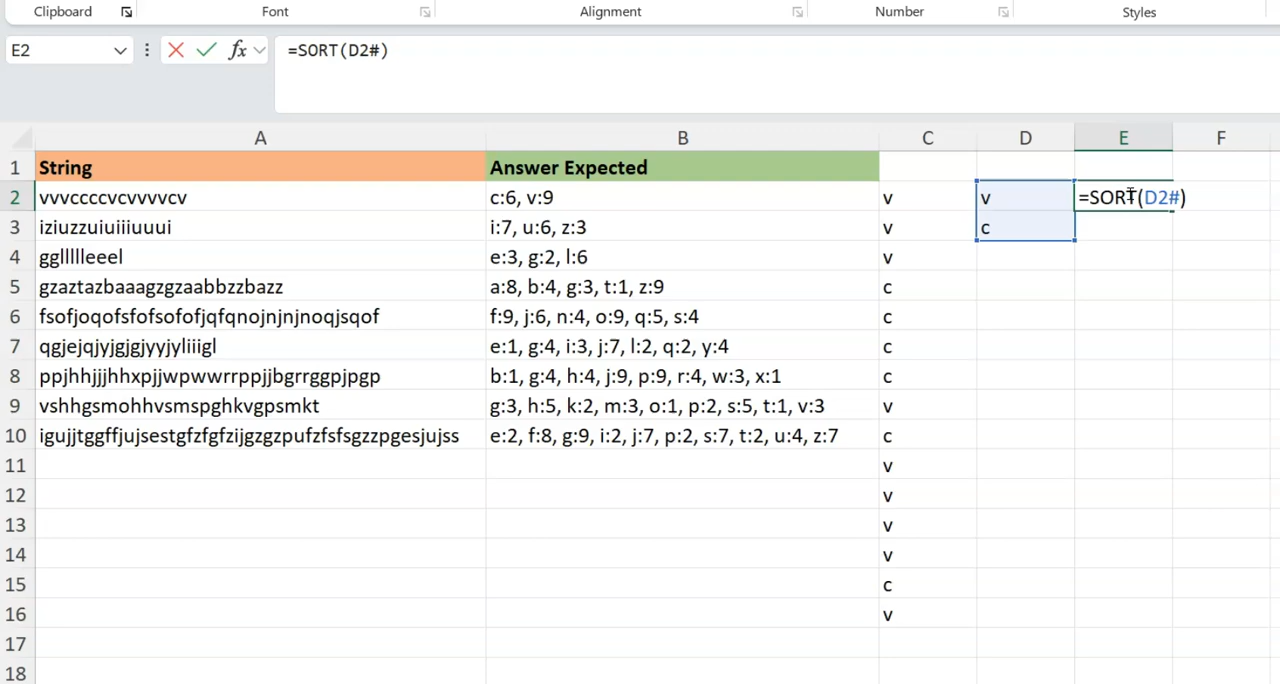 Clipboard Font Alignment Number Styles
E2 fx =SORT(D2#)
A B C D E F
1 String Answer Expected
2 vvvccccvcvvvvcv c:6, v:9 v v =SORT(D2#)
3 iziuzzuiuiiiuuui i:7, u:6, z:3 v c
4 ggllllleeel e:3, g:2, l:6 v
5 gzaztazbaaagzgzaabbzzbazz a:8, b:4, g:3, t:1, z:9 c
6 fsofjoqofsfofsofofjqfqnojnjnjnoqjsqof f:9, j:6, n:4, o:9, q:5, s:4 c
7 qgjejqjyjgjgjyyjyliiigl e:1, g:4, i:3, j:7, l:2, q:2, y:4 c
8 ppjhhjjjhhxpjjwpwwrrppjjbgrrggpjpgp b:1, g:4, h:4, j:9, p:9, r:4, w:3, x:1 c
9 vshhgsmohhvsmspghkvgpsmkt g:3, h:5, k:2, m:3, o:1, p:2, s:5, t:1, v:3 v
10 igujjtggffjujsestgfzfgfzijgzgzpufzfsfsgzzpgesjujss e:2, f:8, g:9, i:2, j:7, p:2, s:7, t:2, u:4, z:7 c
11 v
12 v
13 v
14 v
15 c
16 v
17
18